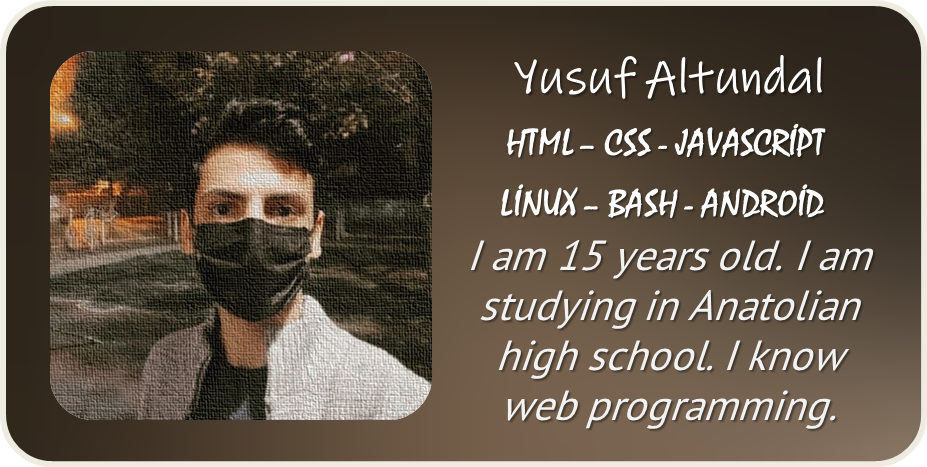 Yusuf Altundal
HTML – CSS - JAVASCRİPT
LİNUX – BASH - ANDROİD
I am 15 years old. I am
studying in Anatolian
high school. I know
web programming.